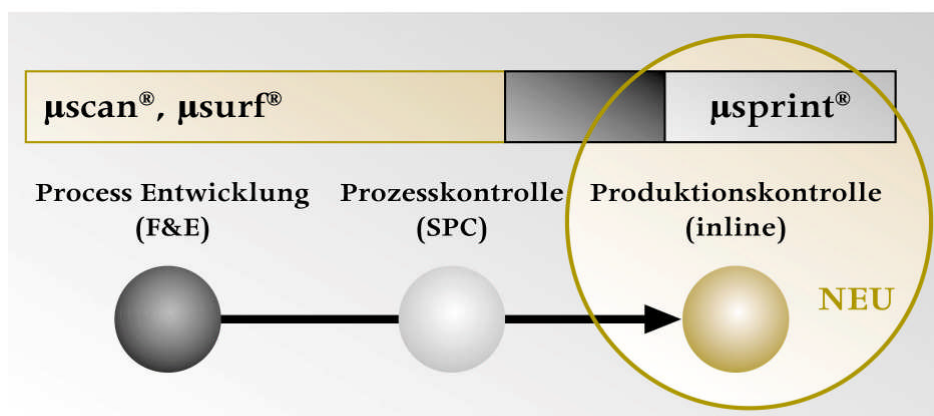 µscan®, µsurf®
µsprint®
Process Entwicklung
(F&E)
Prozesskontrolle
(SPC)
Produktionskontrolle
(inline)
NEU